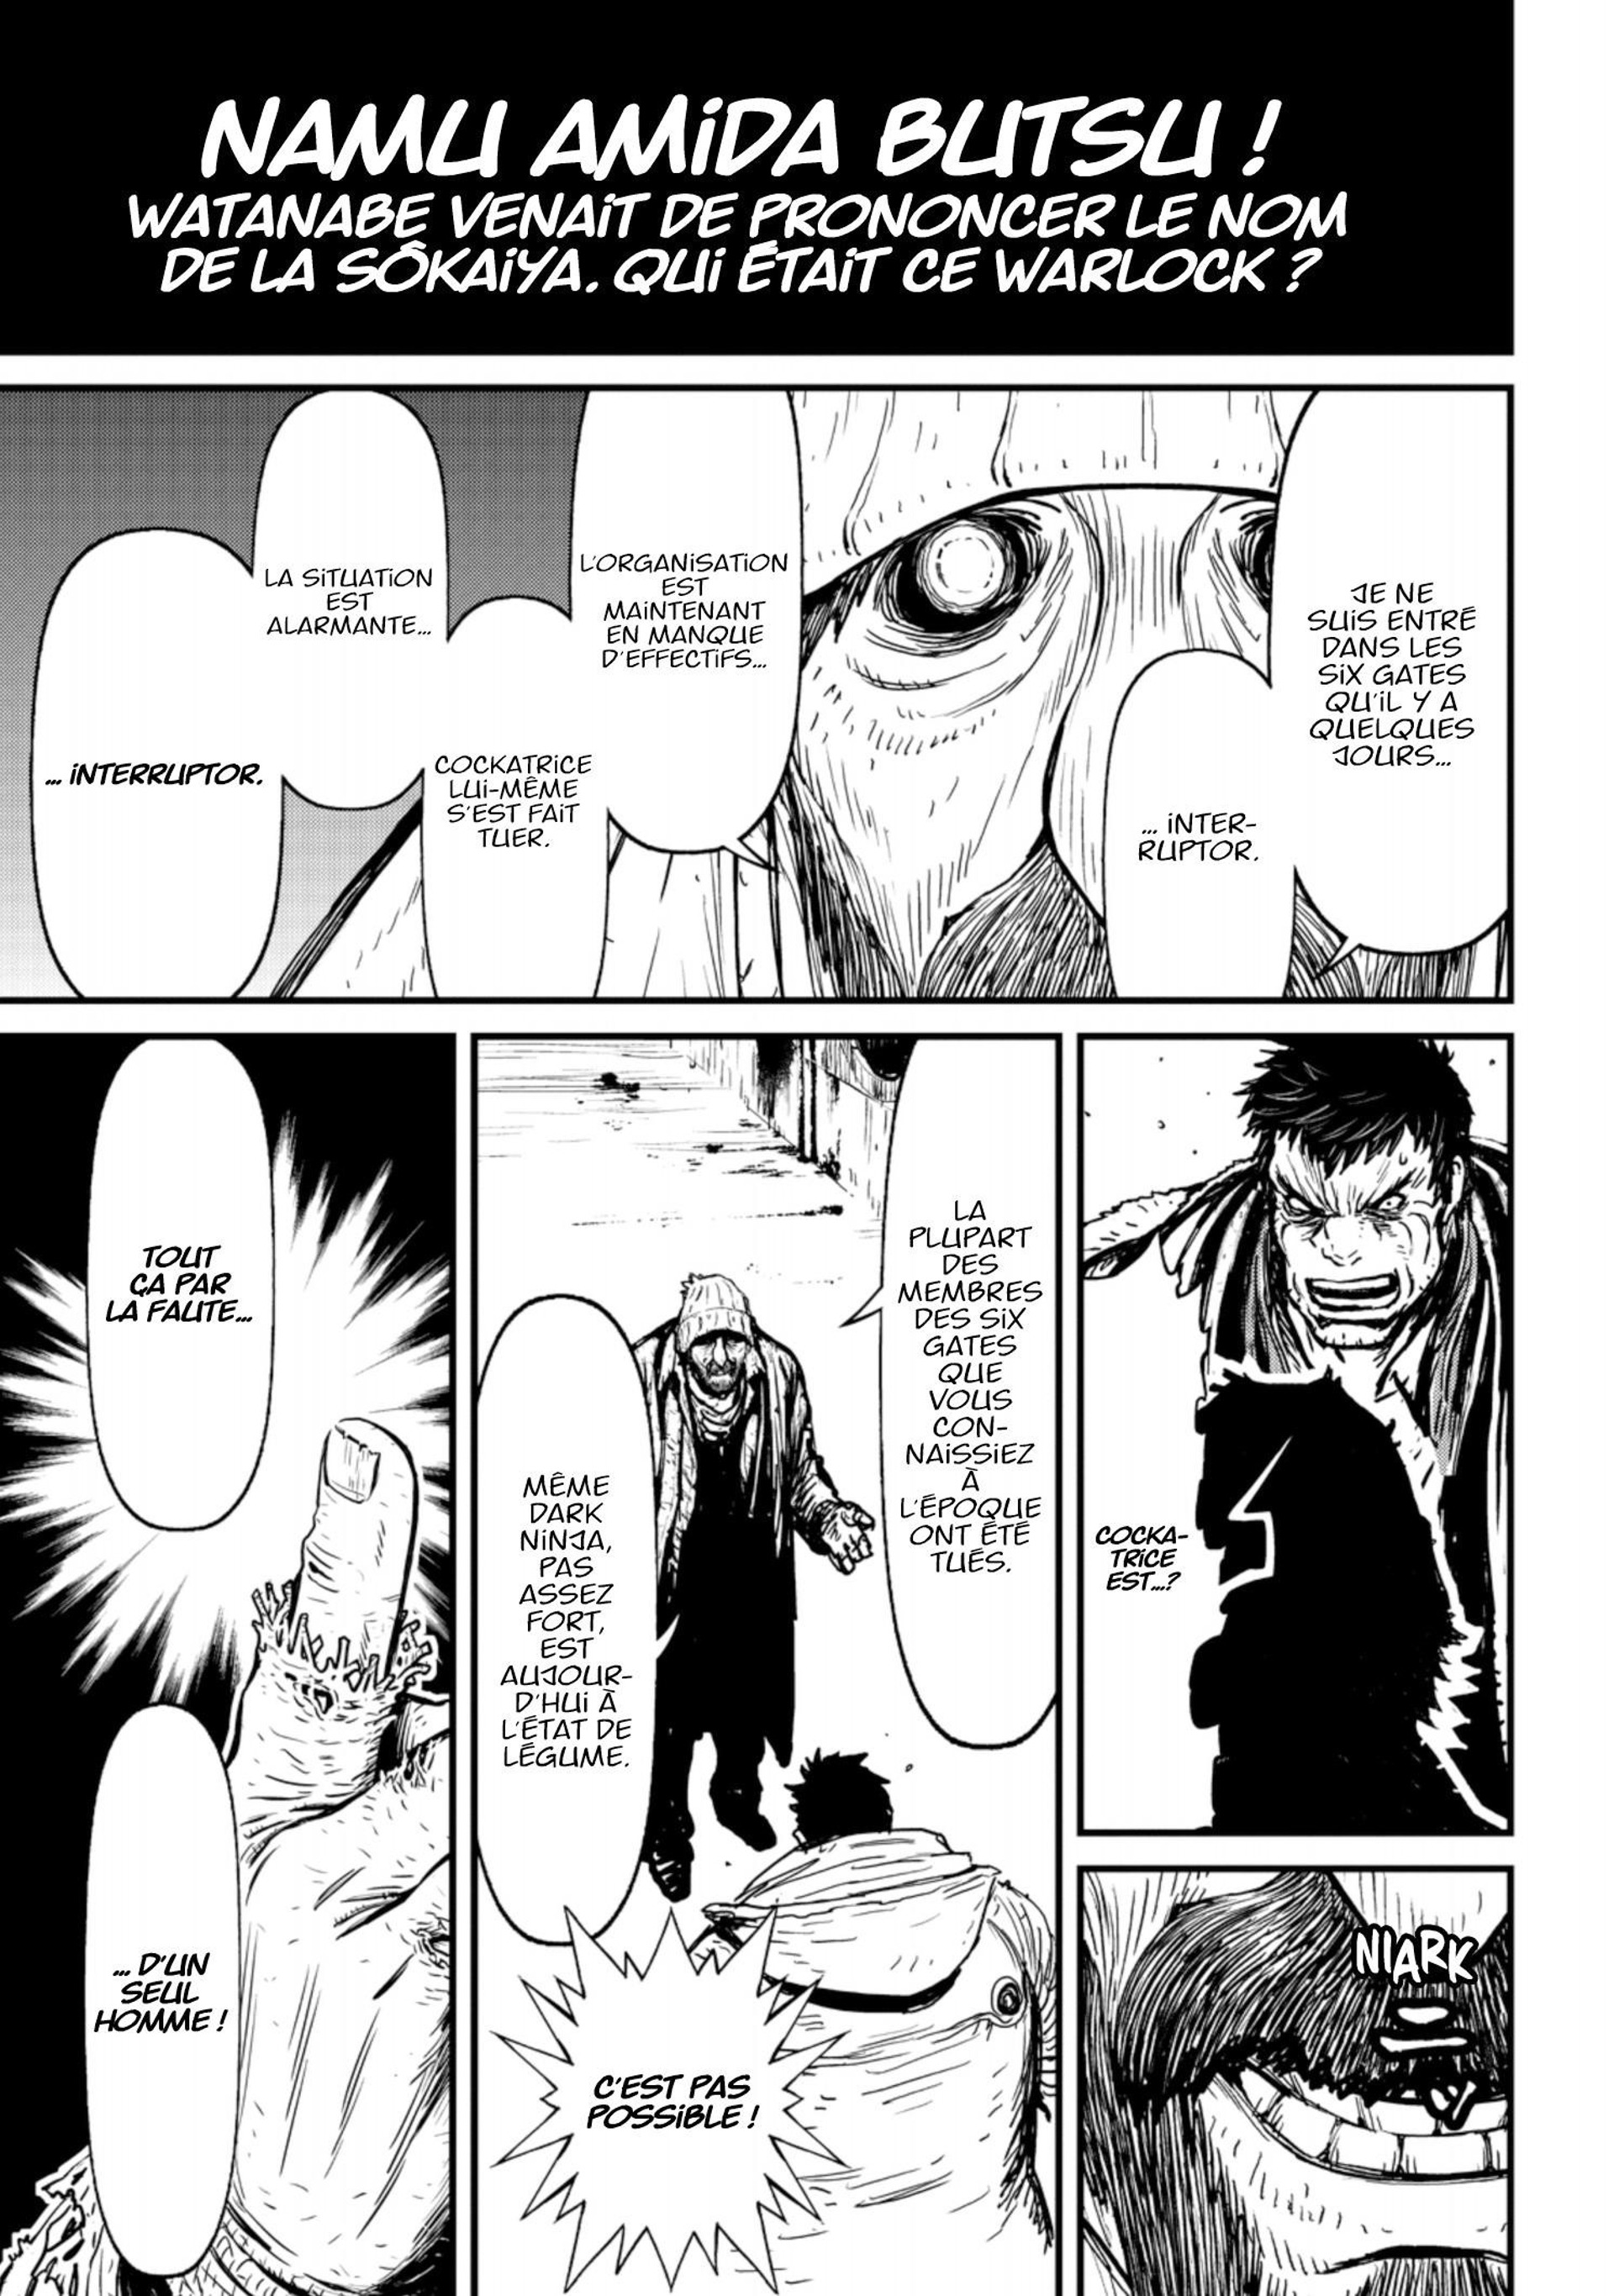 NAMU AMIDA BUTSU !
WATANABE VENAIT DE PRONONCER LE NOM
DE LA SÔKAIYA. QUI ÉTAIT CE WARLOCK ?
JE NE
SUIS ENTRÉ
DANS LES
SIX GATES
QU'IL Y A
QUELQUES
JOURS...
... INTER-
RUPTOR.
L'ORGANISATION
EST
MAINTENANT
EN MANQUE
D'EFFECTIFS...
COCKATRICE
LUI-MÊME
S'EST FAIT
TUER.
LA SITUATION
EST
ALARMANTE...
... INTERRUPTOR.
COCKA-
TRICE
EST...?
NIARK
LA
PLUPART
DES
MEMBRES
DES SIX
GATES
QUE
VOUS
CON-
NAISSIEZ
À
L'ÉPOQUE
ONT ÉTÉ
TUÉS.
MÊME
DARK
NINJA,
PAS
ASSEZ
FORT,
EST
AUJOUR-
D'HUI À
L'ÉTAT DE
LÉGUME.
C'EST PAS
POSSIBLE !
TOUT
ÇA PAR
LA FAUTE...
... D'UN
SEUL
HOMME !